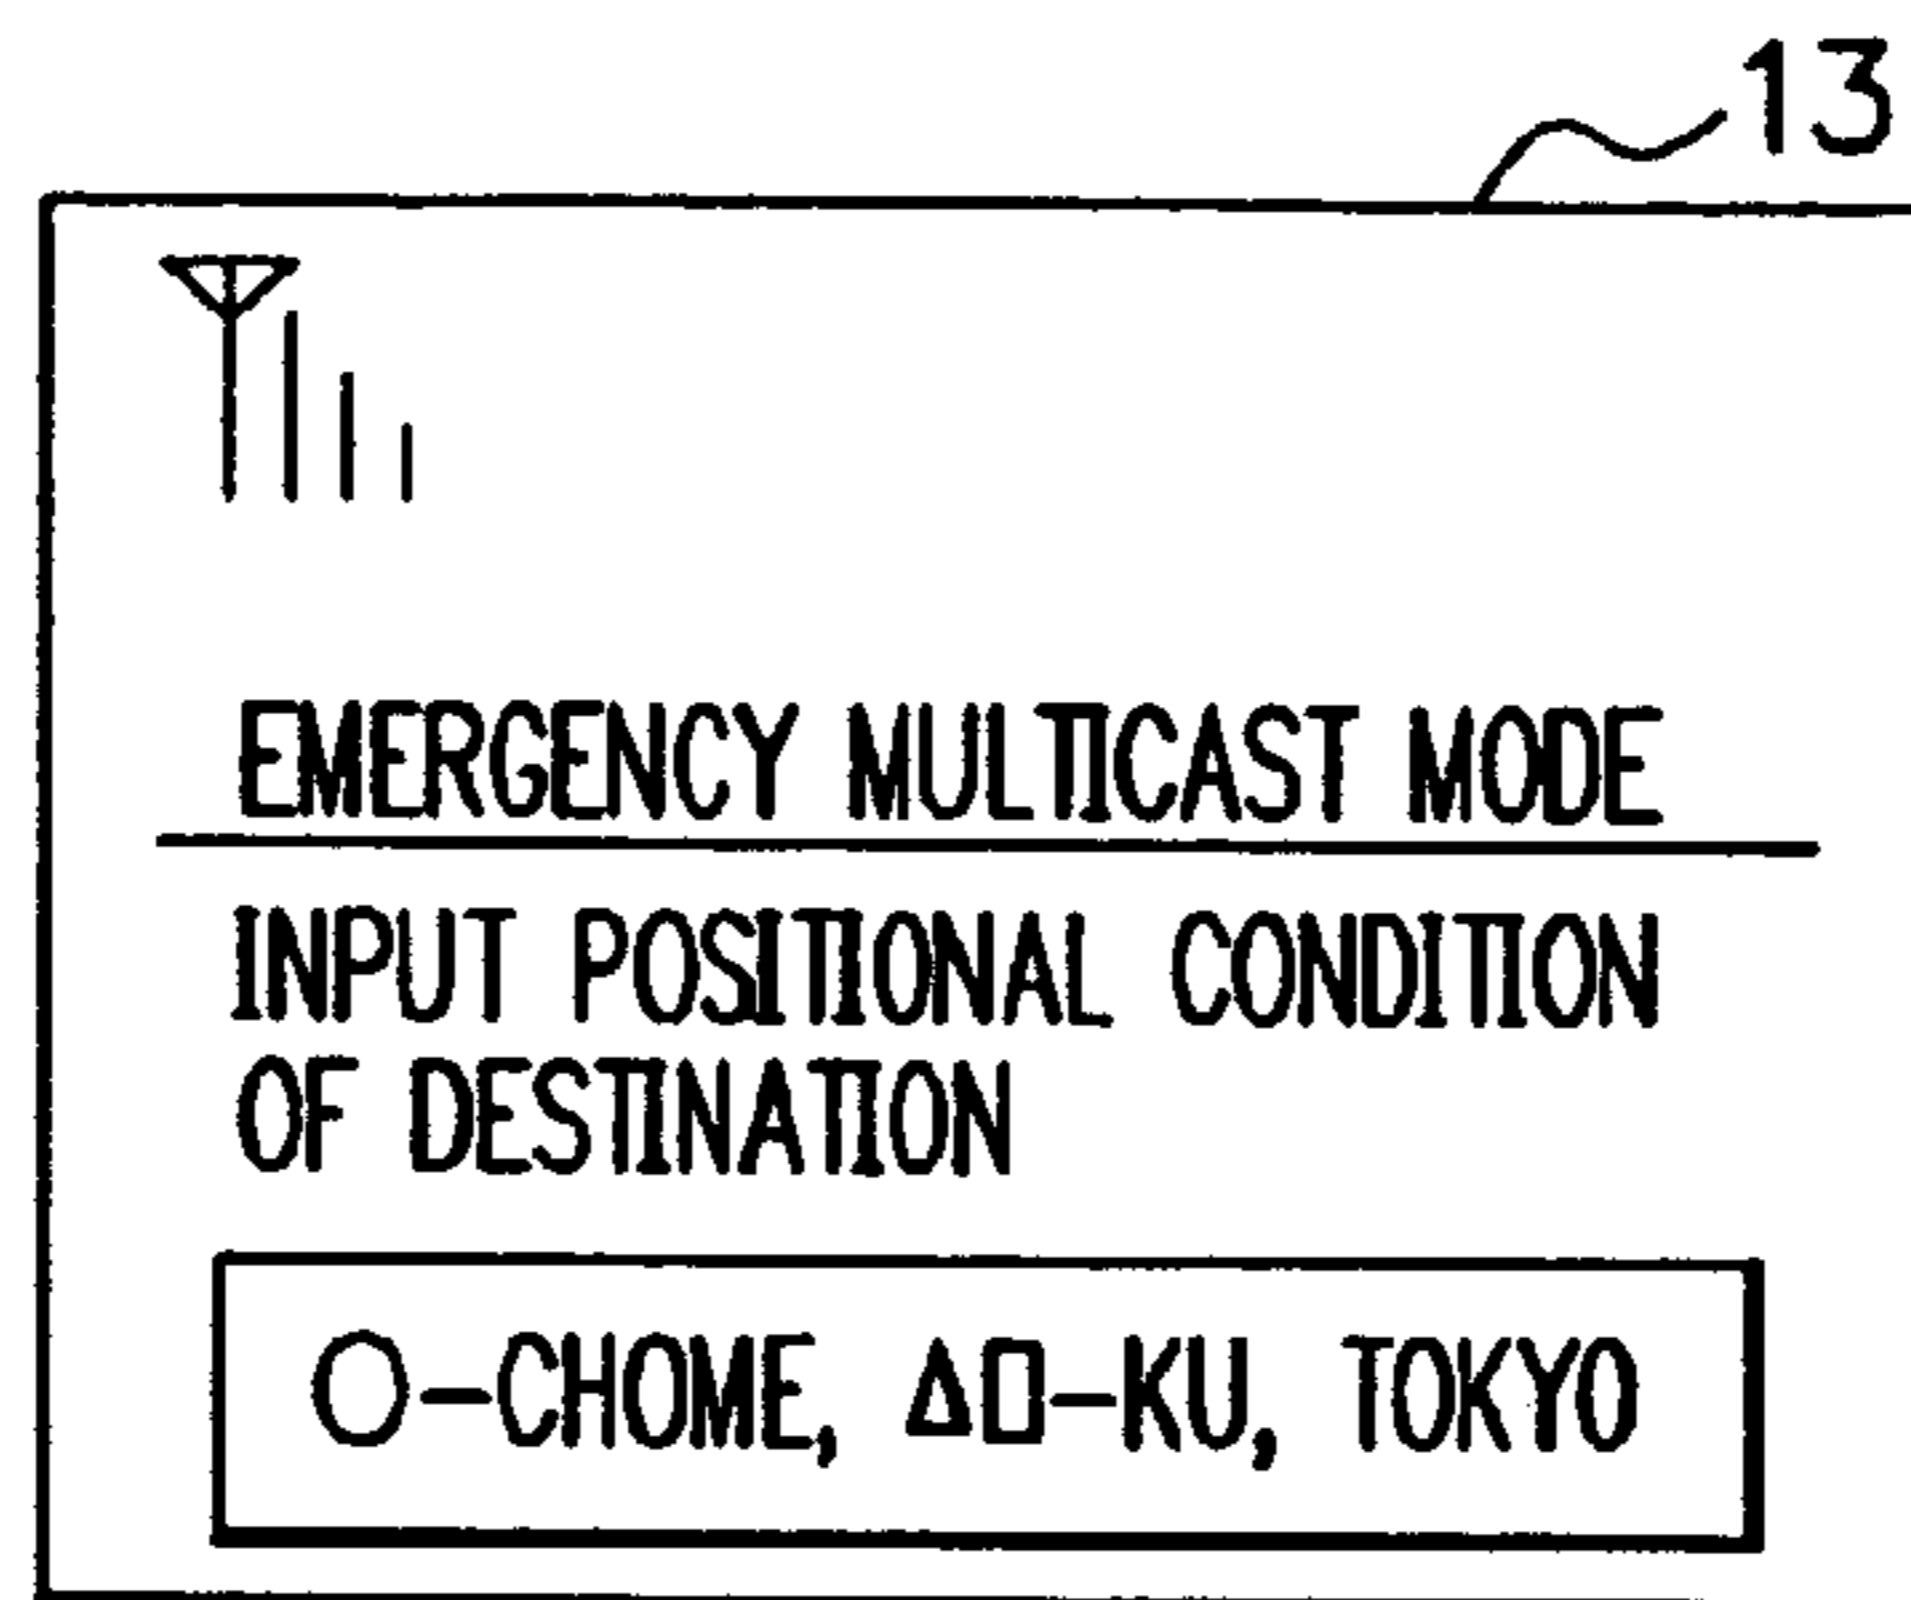 13
EMERGENCY MULTICAST MODE
INPUT POSITIONAL CONDITION
OF DESTINATION
○-CHOME, △□-KU, TOKYO